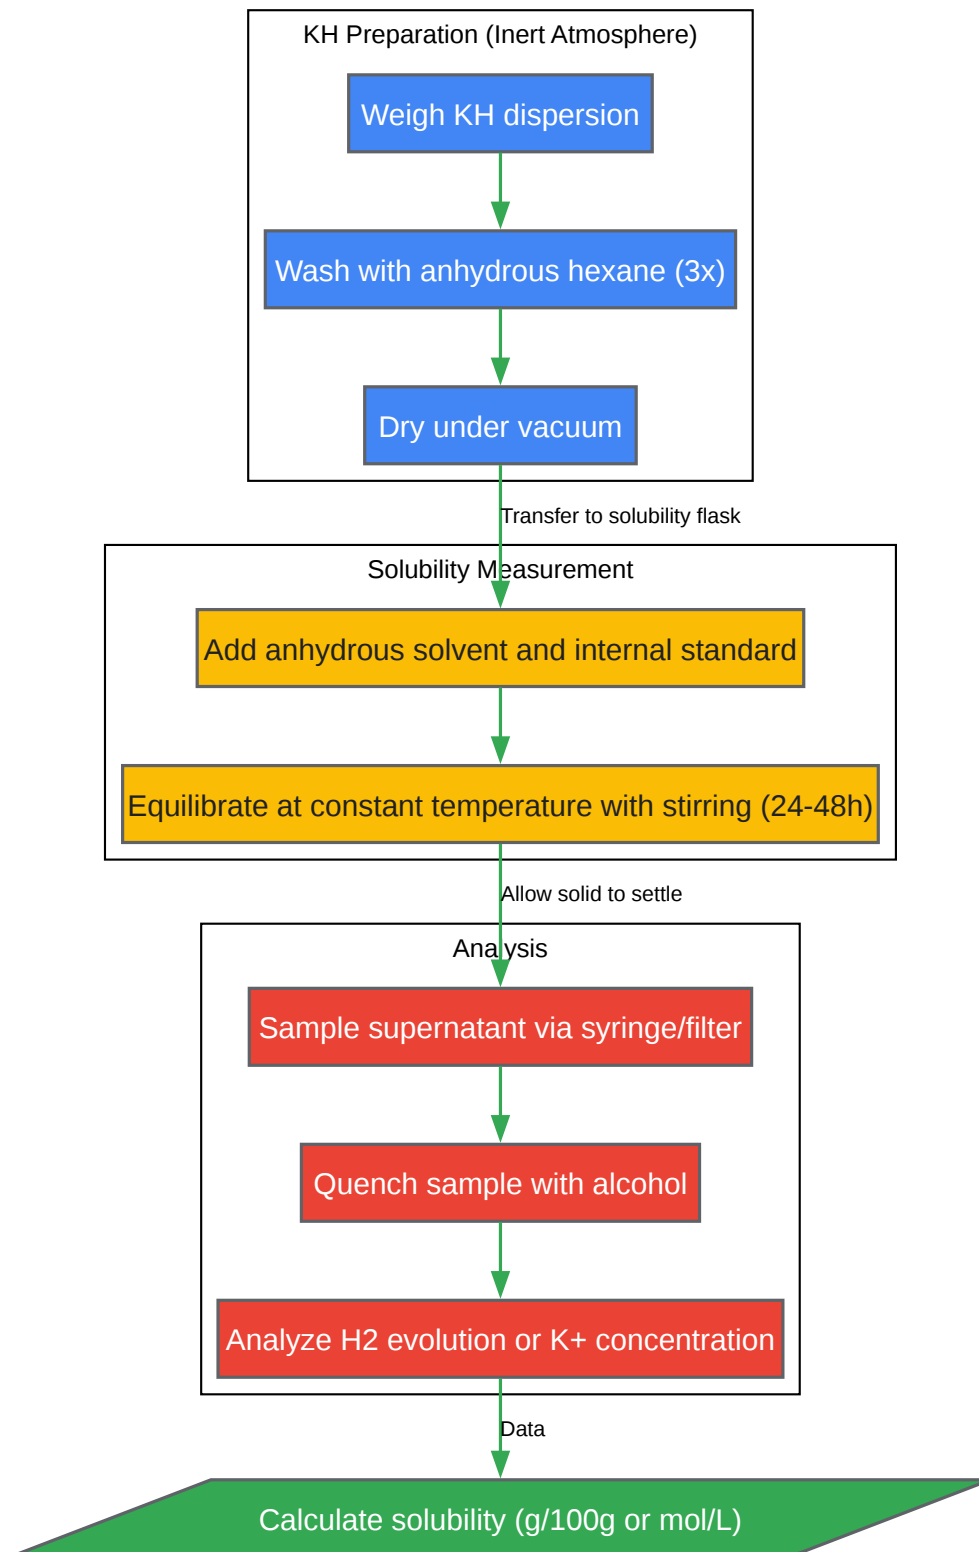 KH Preparation (Inert Atmosphere)
Weigh KH dispersion
Wash with anhydrous hexane (3x)
Dry under vacuum
Transfer to solubility flask
Solubility Measurement
Add anhydrous solvent and internal standard
Equilibrate at constant temperature with stirring (24-48h)
Allow solid to settle
Analysis
Sample supernatant via syringe/filter
Quench sample with alcohol
Analyze H2 evolution or K+ concentration
Data
Calculate solubility (g/100g or mol/L)